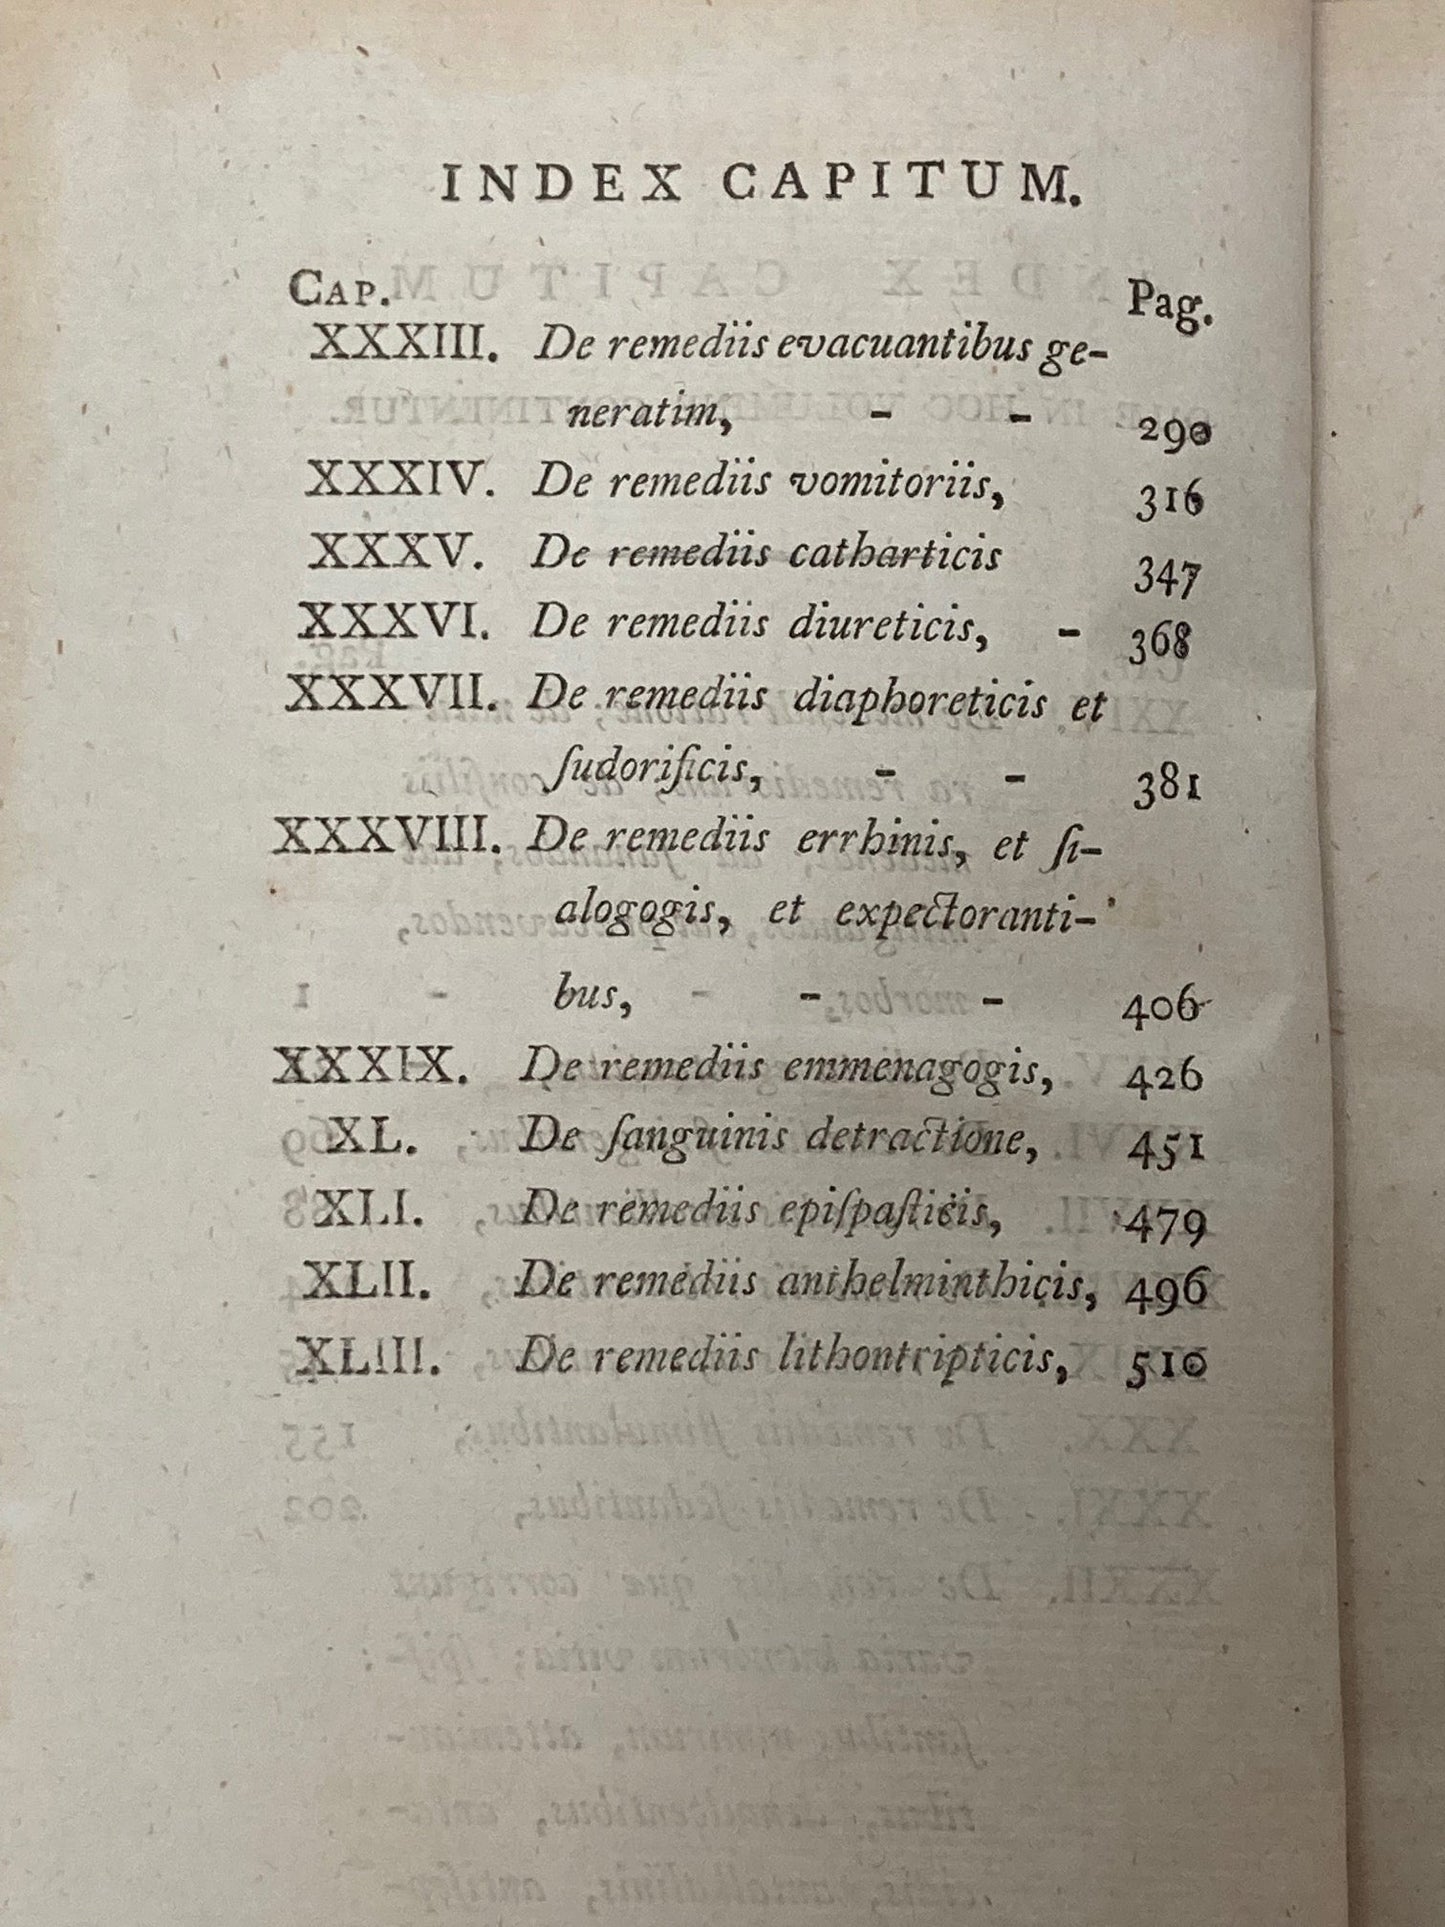 INDEX CAPITUM.
CAP. Pag.
XXXIII. De remediis evacuantibus ge-
neratim, - - 290
XXXIV. De remediis vomitoriis, 316
XXXV. De remediis catharticis 347
XXXVI. De remediis diureticis, - 368
XXXVII. De remediis diaphoreticis et
ſudorificis, - - 381
XXXVIII. De remediis errhinis, et ſi-
alogogis, et expectoranti-
bus, - - - 406
XXXIX. De remediis emmenagogis, 426
XL. De ſanguinis detractione, 451
XLI. De remediis epiſpaſticis, 479
XLII. De remediis anthelminthicis, 496
XLIII. De remediis lithontripticis, 510